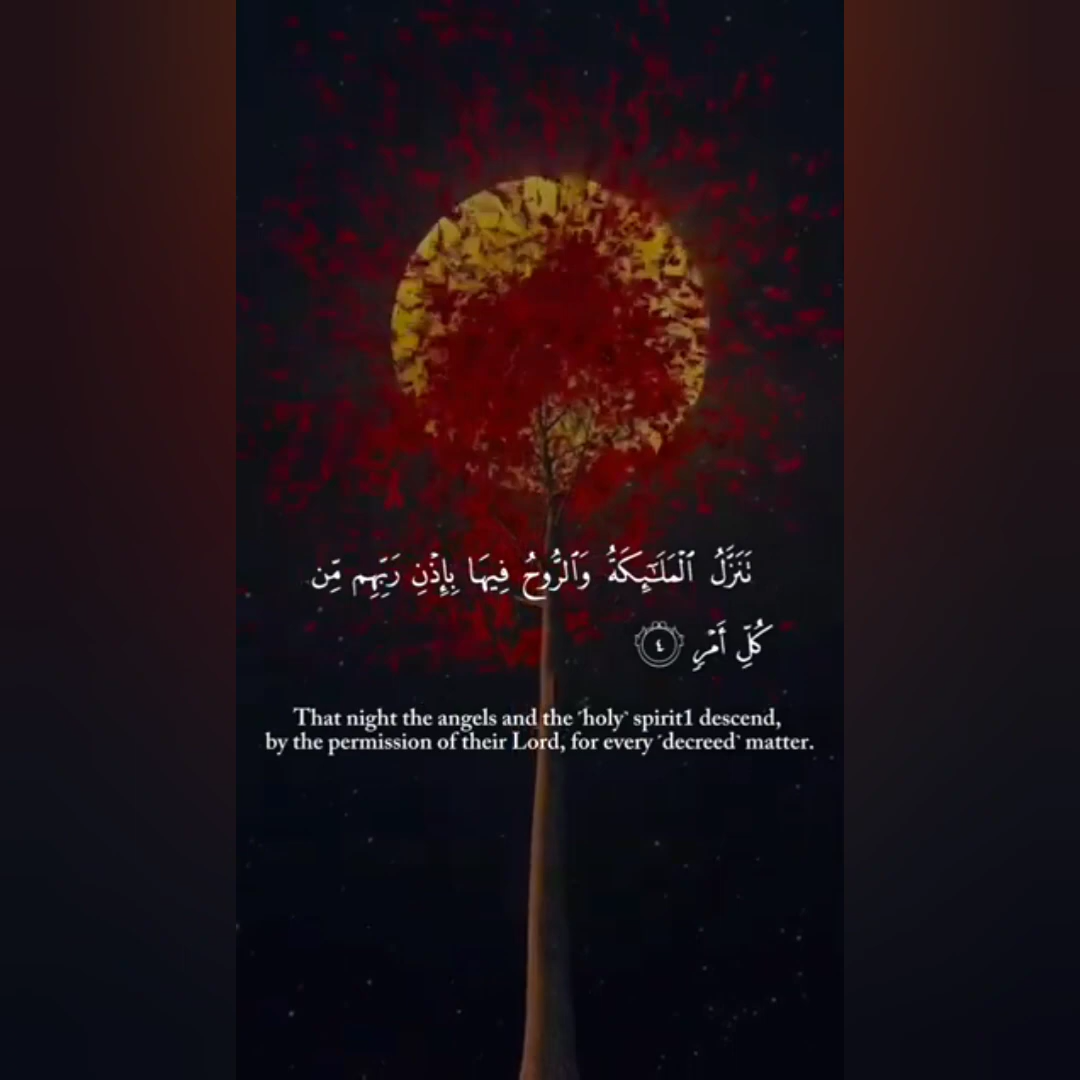 تَنَزَّلُ ٱلْمَلَـٰٓئِكَةُ وَٱلرُّوحُ فِيهَا بِإِذْنِ رَبِّهِم مِّن
كُلِّ أَمْرٍۢ ٤
That night the angels and the ˹holy˺ spirit1 descend,
by the permission of their Lord, for every ˹decreed˺ matter.